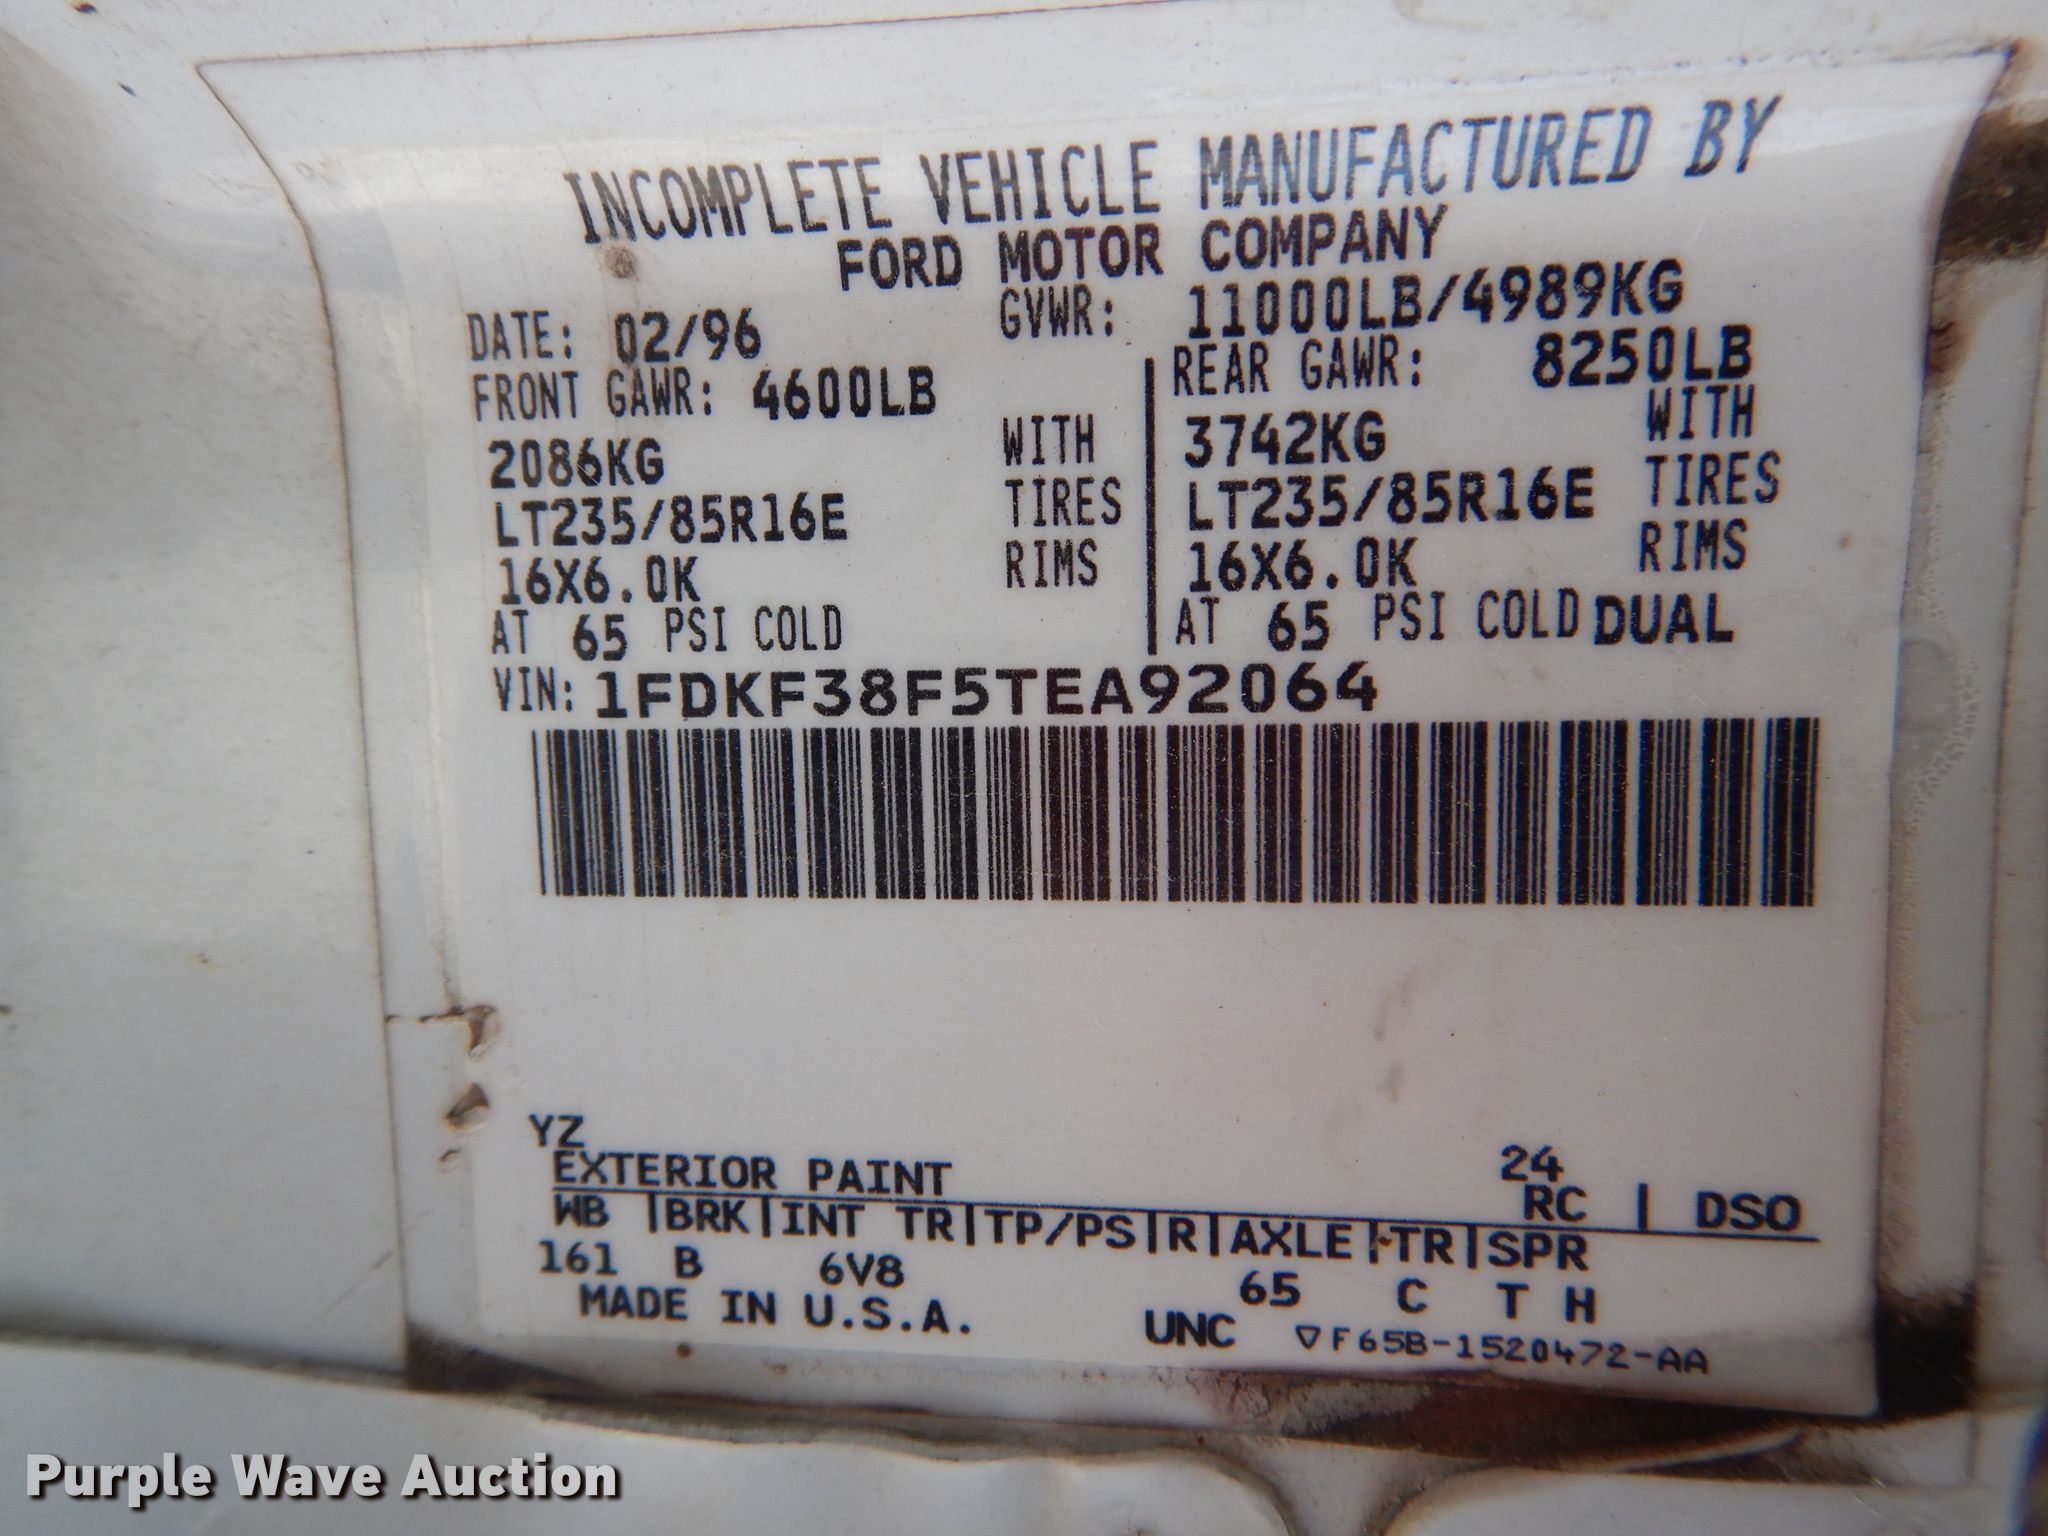 INCOMPLETE VEHICLE MANUFACTURED BY
FORD MOTOR COMPANY
DATE: 02/96 GVWR: 11000LB/4989KG
FRONT GAWR: 4600LB REAR GAWR: 8250LB
2086KG WITH 3742KG WITH
LT235/85R16E TIRES LT235/85R16E TIRES
16X6.0K RIMS 16X6.0K RIMS
AT 65 PSI COLD AT 65 PSI COLD DUAL
VIN: 1FDKF38F5TEA92064
YZ
EXTERIOR PAINT 24 RC | DSO
WB |BRK|INT TR|TP/PS|R|AXLE|TR|SPR
161 B 6V8 65 C T H
MADE IN U.S.A. UNC ▽F65B-1520472-AA
Purple Wave Auction